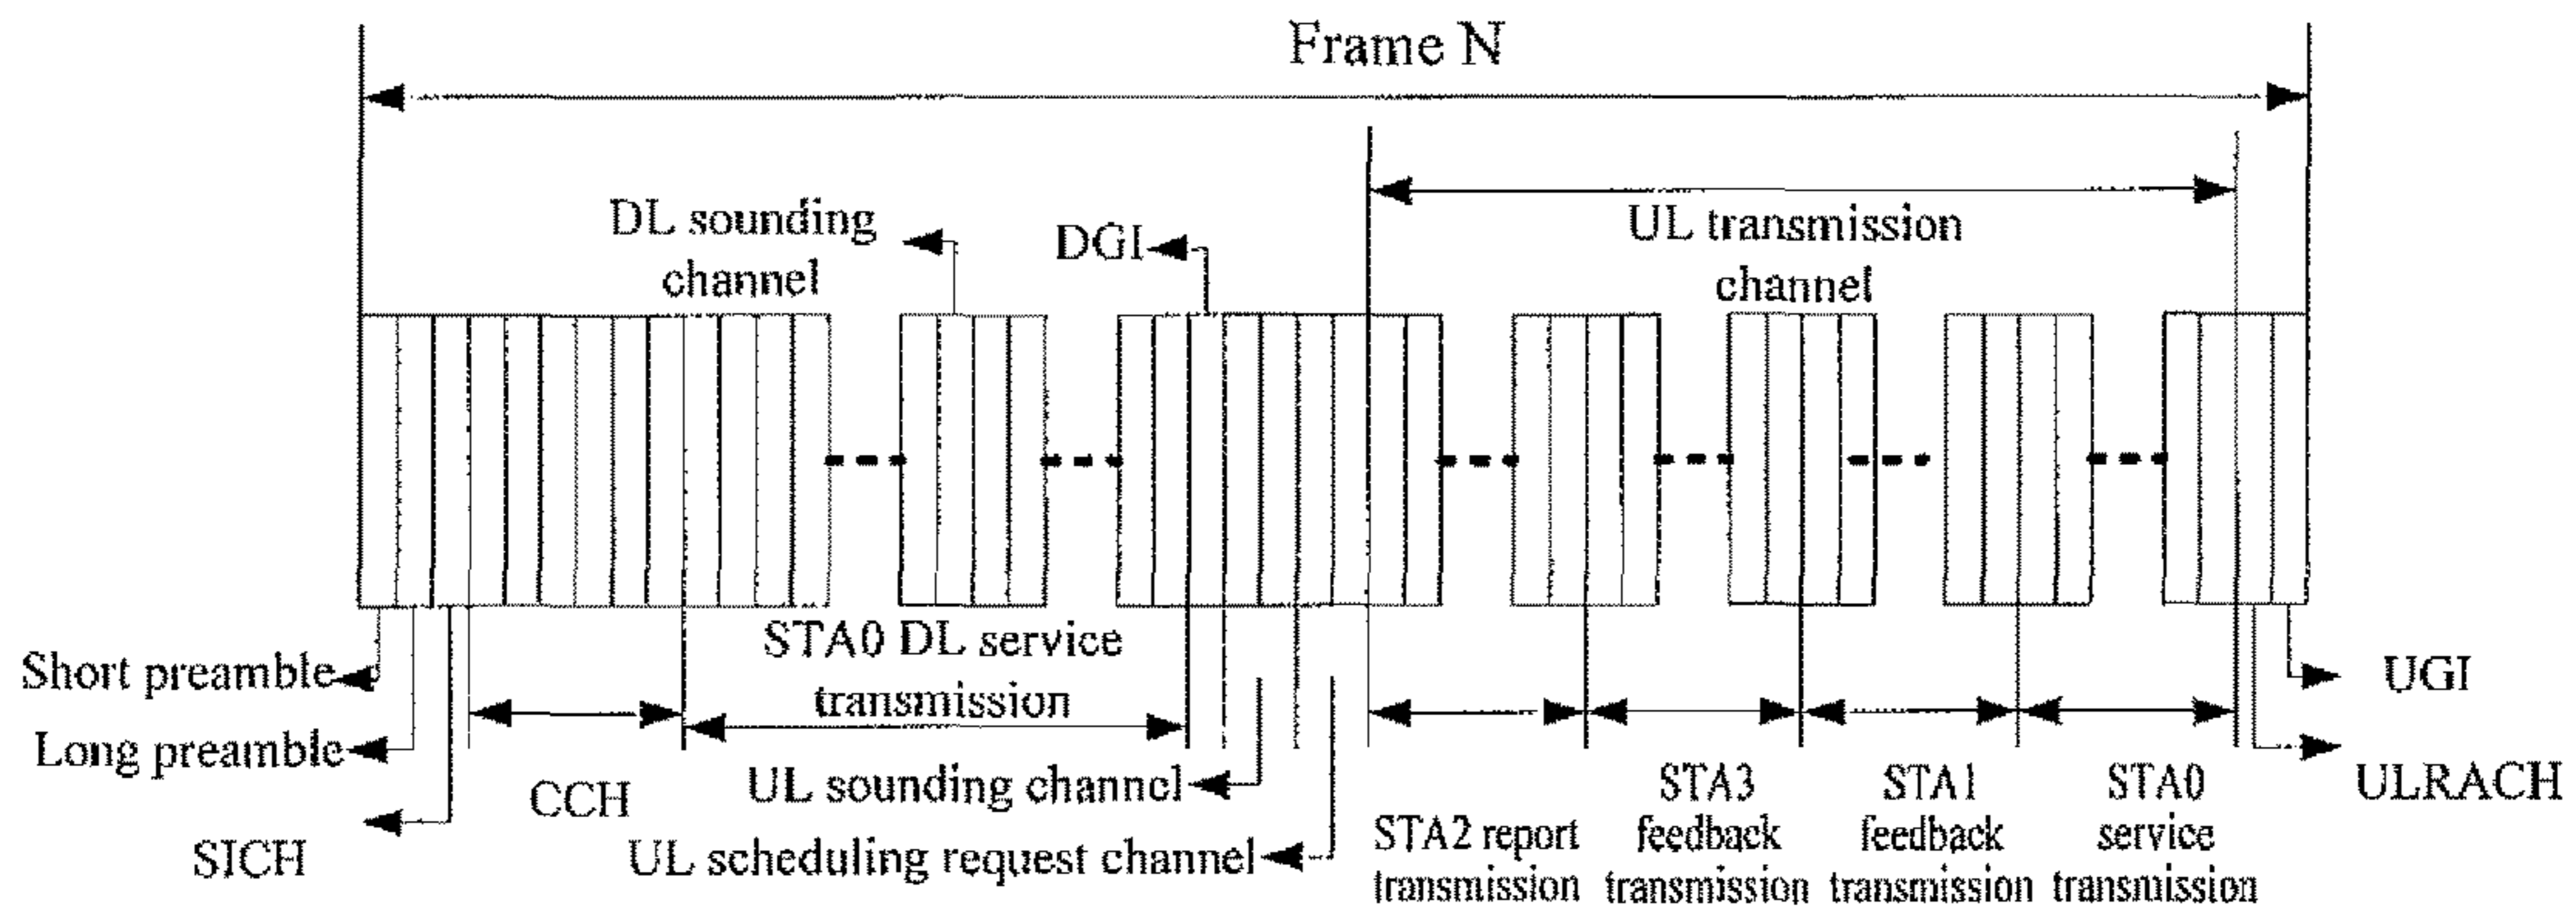 Frame N
DL sounding
channel
DGI
UL transmission
channel
STA0 DL service
transmission
Short preamble
Long preamble
SICH
CCH
UL sounding channel
UL scheduling request channel
STA2 report
transmission
STA3
feedback
transmission
STA1
feedback
transmission
STA0
service
transmission
UGI
ULRACH